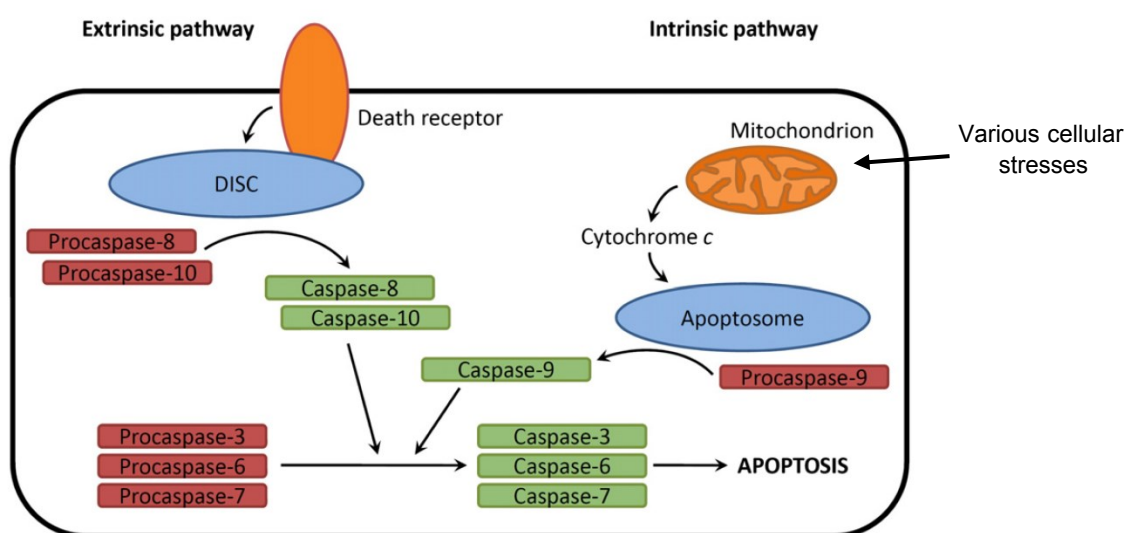 Extrinsic pathway
Intrinsic pathway
Death receptor
DISC
Mitochondrion
Various cellular
stresses
Cytochrome c
Procaspase-8
Procaspase-10
Caspase-8
Caspase-10
Apoptosome
Caspase-9
Procaspase-9
Procaspase-3
Procaspase-6
Procaspase-7
Caspase-3
Caspase-6
Caspase-7
APOPTOSIS